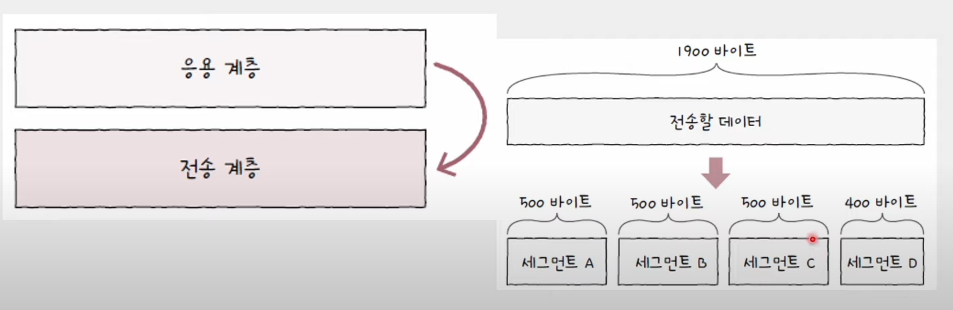 응용 계층
전송 계층
1900 바이트
전송할 데이터
500 바이트 500 바이트 500 바이트 400 바이트
세그먼트 A 세그먼트 B 세그먼트 C 세그먼트 D